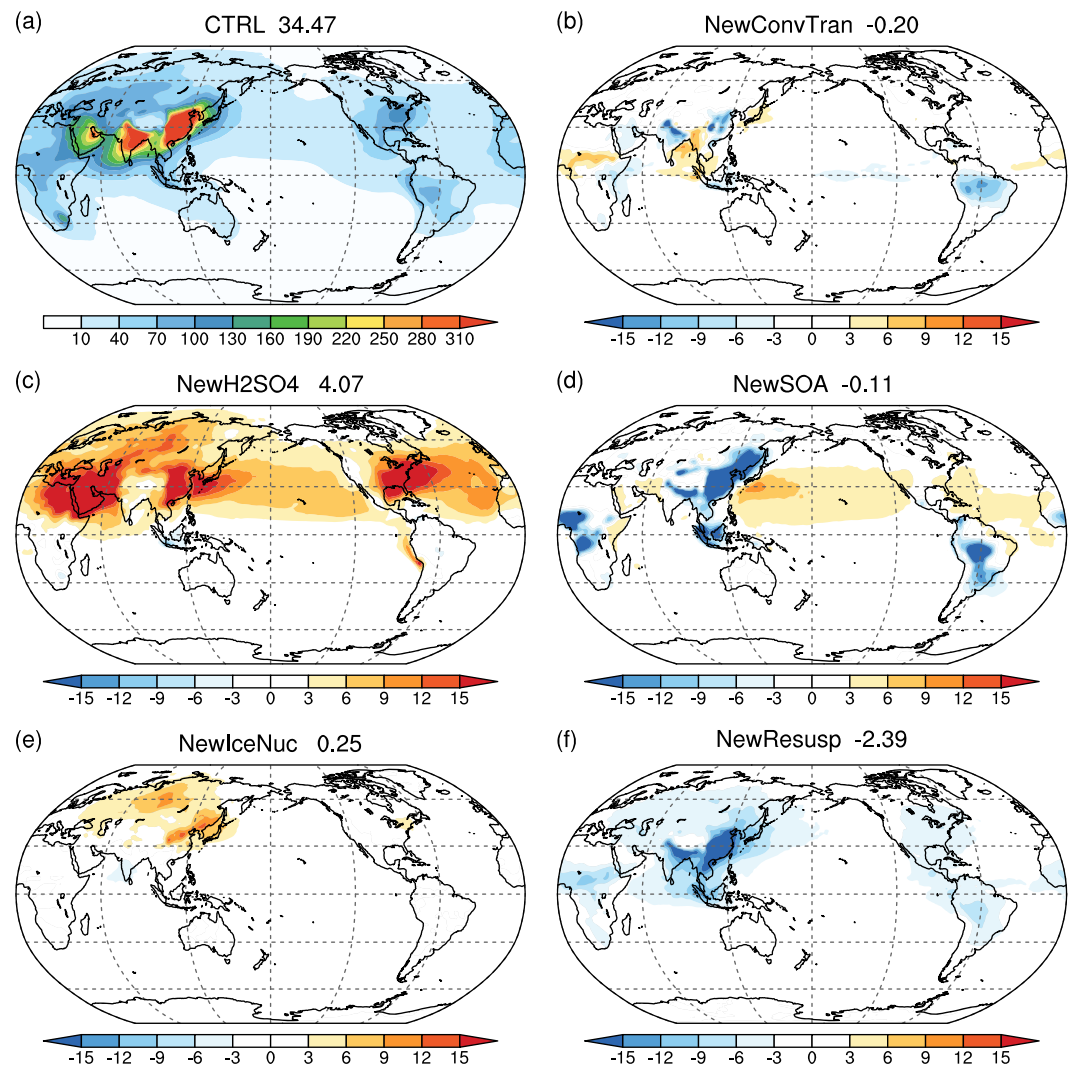 (a) CTRL 34.47
10 40 70 100 130 160 190 220 250 280 310
(b) NewConvTran -0.20
-15 -12 -9 -6 -3 0 3 6 9 12 15
(c) NewH2SO4 4.07
-15 -12 -9 -6 -3 0 3 6 9 12 15
(d) NewSOA -0.11
-15 -12 -9 -6 -3 0 3 6 9 12 15
(e) NewIceNuc 0.25
-15 -12 -9 -6 -3 0 3 6 9 12 15
(f) NewResusp -2.39
-15 -12 -9 -6 -3 0 3 6 9 12 15